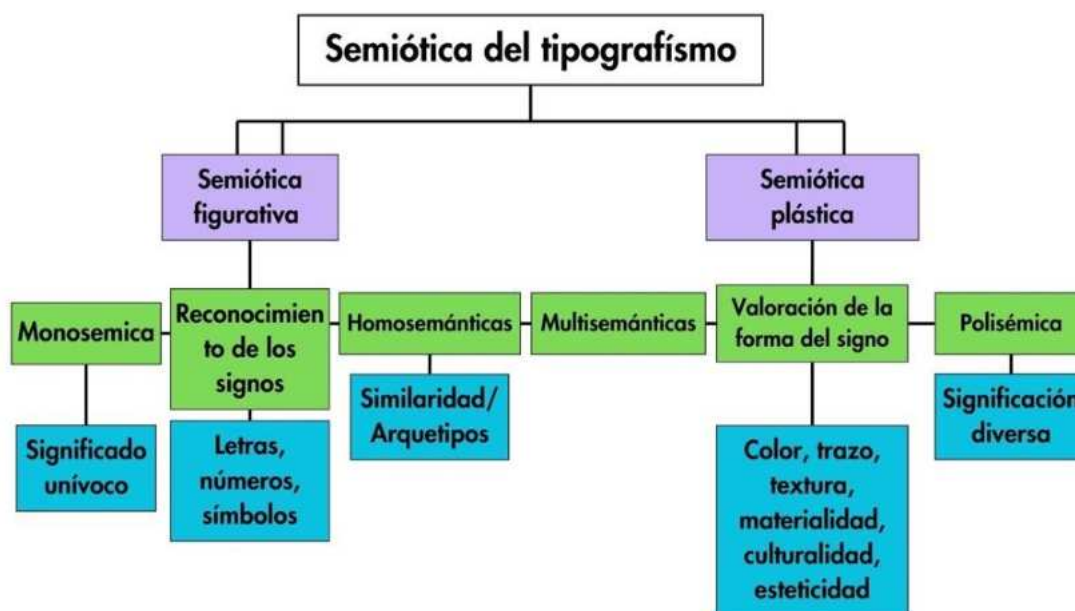 Semiótica del tipografísmo
Semiótica
figurativa
Semiótica
plástica
Monosemica
Reconocimien
to de los
signos
Homosemánticas
Multisemánticas
Valoración de la
forma del signo
Polisémica
Significado
unívoco
Letras,
números,
símbolos
Similaridad/
Arquetipos
Color, trazo,
textura,
materialidad,
culturalidad,
esteticidad
Significación
diversa